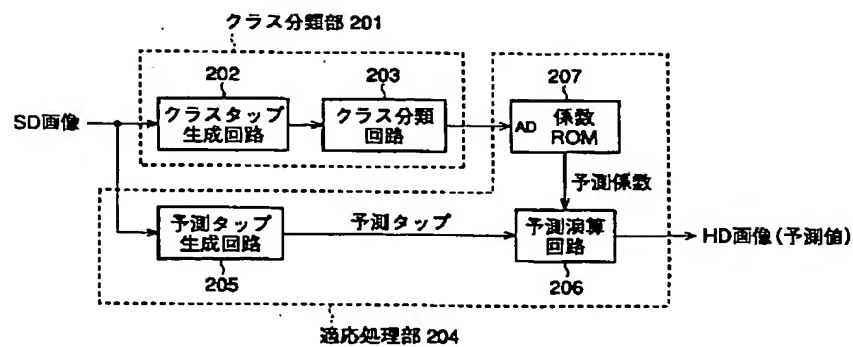 クラス分類部 201
202
203
207
SD画像
クラスタップ
生成回路
クラス分類
回路
AD
係数
ROM
予測係数
予測タップ
生成回路
予測タップ
予測演算
回路
HD画像(予測値)
205
206
適応処理部 204